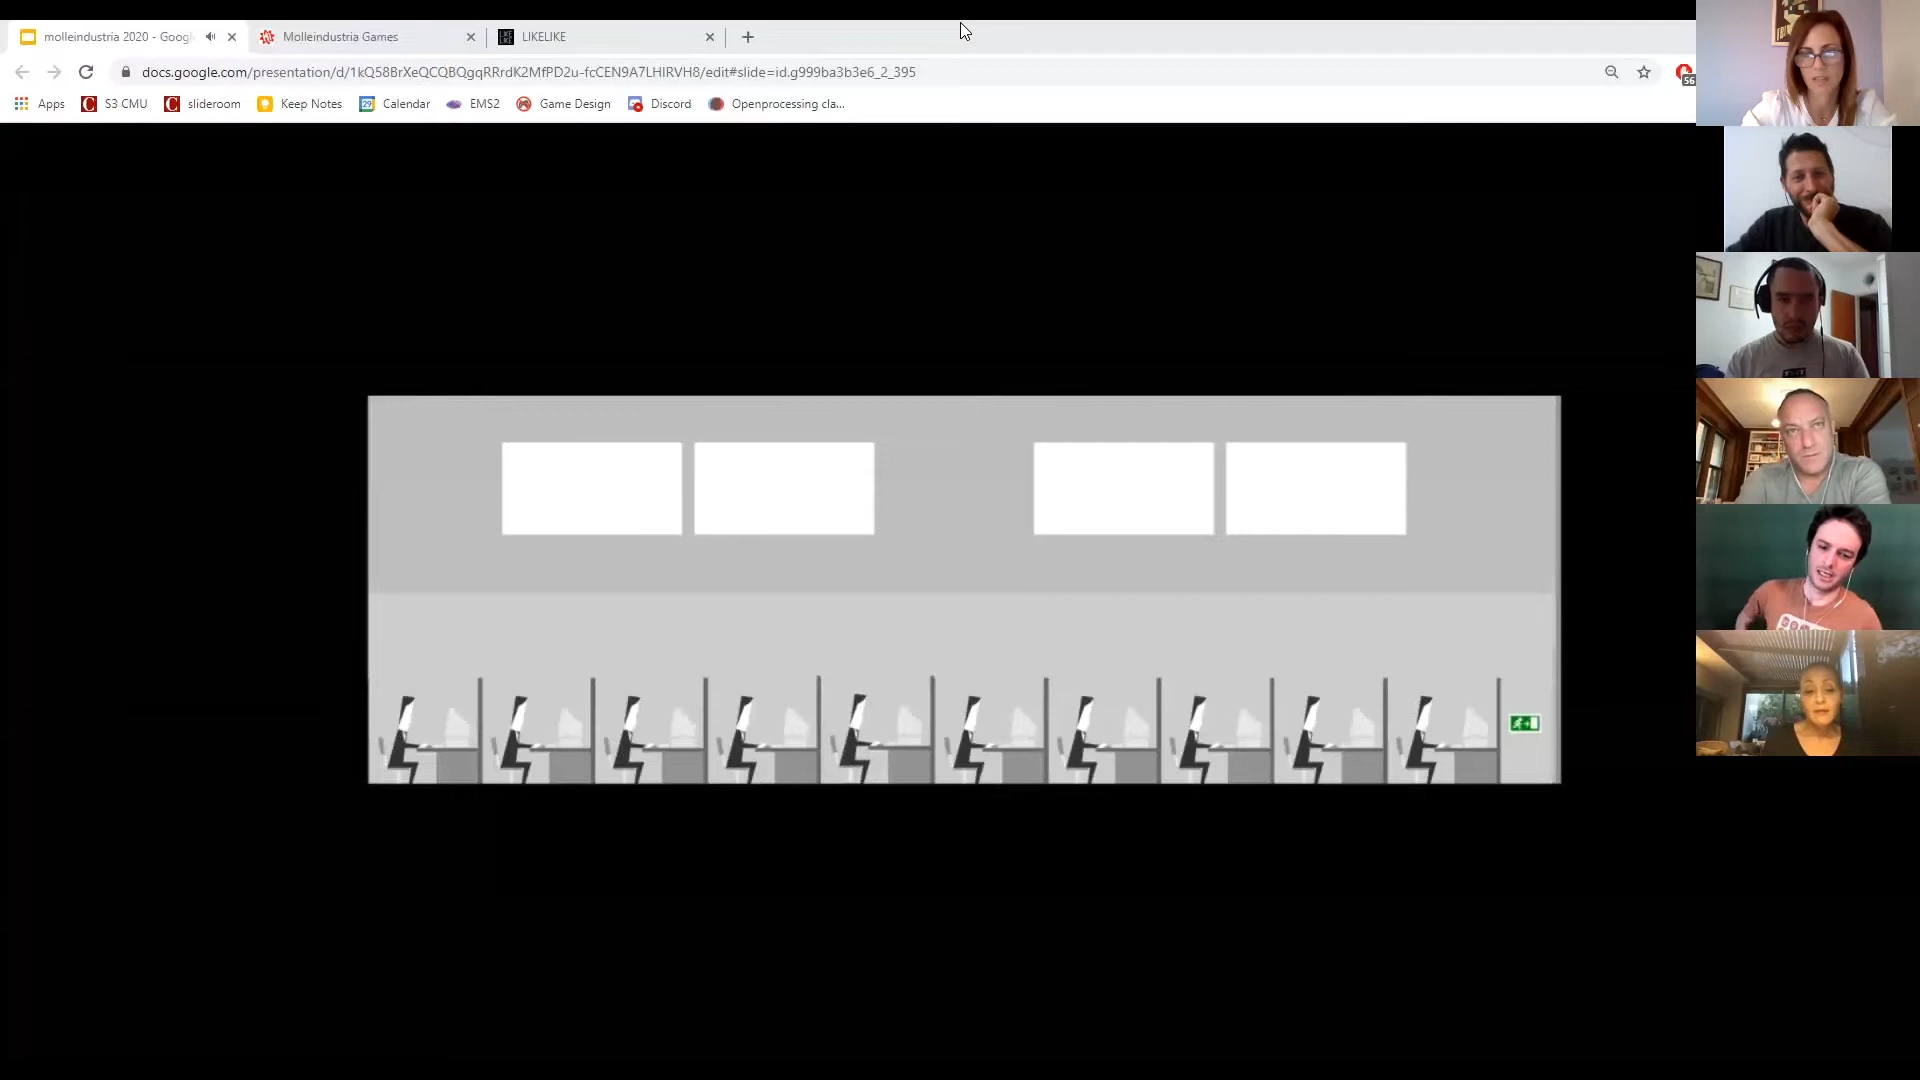 molleindustria 2020 - Googl
Molleindustria Games
LIKELIKE
docs.google.com/presentation/d/1kQ58BrXeQCQBQgqRRrdK2MfPD2u-fcCEN9A7LHIRVH8/edit#slide=id.g999ba3b3e6_2_395
56
Apps
S3 CMU
slideroom
Keep Notes
Calendar
EMS2
Game Design
Discord
Openprocessing cla...